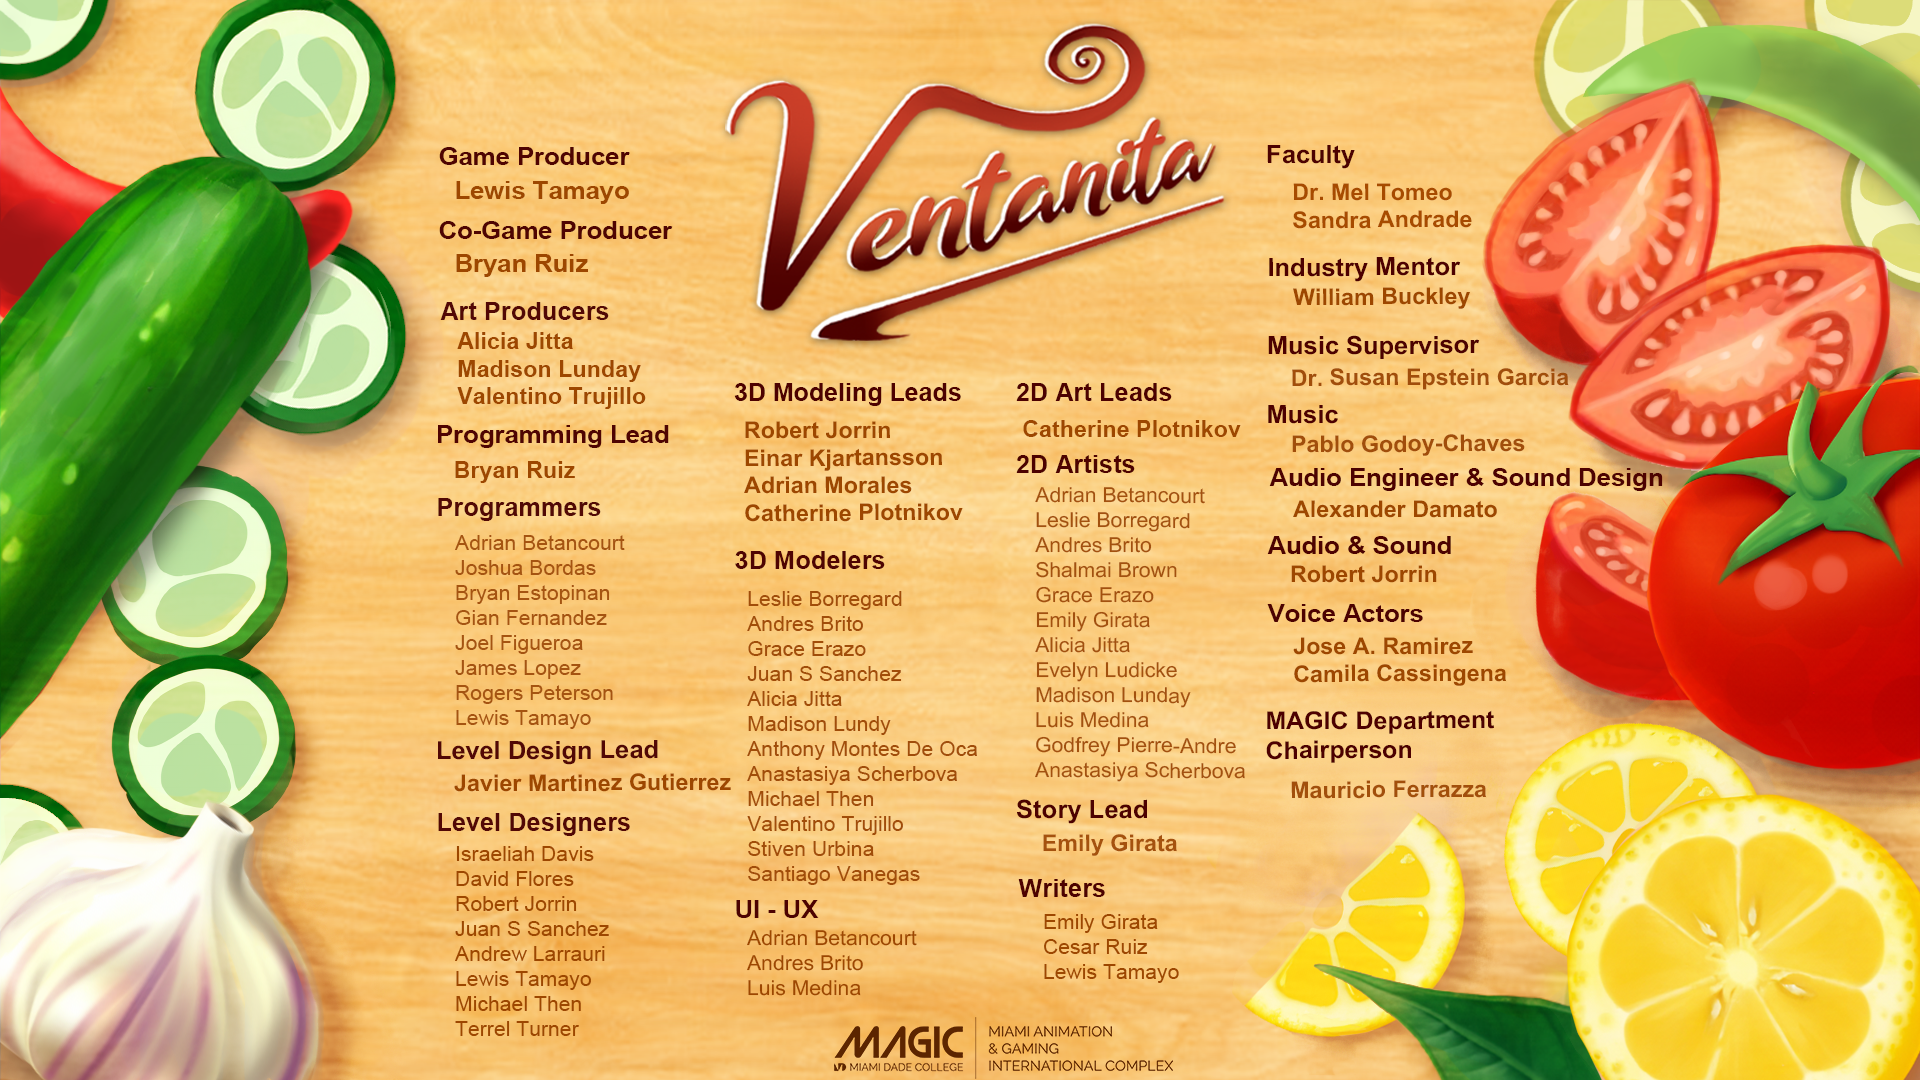 Ventanita
Game Producer
Lewis Tamayo
Co-Game Producer
Bryan Ruiz
Art Producers
Alicia Jitta
Madison Lunday
Valentino Trujillo
Programming Lead
Bryan Ruiz
Programmers
Adrian Betancourt
Joshua Bordas
Bryan Estopinan
Gian Fernandez
Joel Figueroa
James Lopez
Rogers Peterson
Lewis Tamayo
Level Design Lead
Javier Martinez Gutierrez
Level Designers
Israeliah Davis
David Flores
Robert Jorrin
Juan S Sanchez
Andrew Larrauri
Lewis Tamayo
Michael Then
Terrel Turner
3D Modeling Leads
Robert Jorrin
Einar Kjartansson
Adrian Morales
Catherine Plotnikov
3D Modelers
Leslie Borregard
Andres Brito
Grace Erazo
Juan S Sanchez
Alicia Jitta
Madison Lundy
Anthony Montes De Oca
Anastasiya Scherbova
Michael Then
Valentino Trujillo
Stiven Urbina
Santiago Vanegas
UI - UX
Adrian Betancourt
Andres Brito
Luis Medina
2D Art Leads
Catherine Plotnikov
2D Artists
Adrian Betancourt
Leslie Borregard
Andres Brito
Shalmai Brown
Grace Erazo
Emily Girata
Alicia Jitta
Evelyn Ludicke
Madison Lunday
Luis Medina
Godfrey Pierre-Andre
Anastasiya Scherbova
Story Lead
Emily Girata
Writers
Emily Girata
Cesar Ruiz
Lewis Tamayo
Faculty
Dr. Mel Tomeo
Sandra Andrade
Industry Mentor
William Buckley
Music Supervisor
Dr. Susan Epstein Garcia
Music
Pablo Godoy-Chaves
Audio Engineer & Sound Design
Alexander Damato
Audio & Sound
Robert Jorrin
Voice Actors
Jose A. Ramirez
Camila Cassingena
MAGIC Department
Chairperson
Mauricio Ferrazza
MAGIC
MIAMI DADE COLLEGE
MIAMI ANIMATION
& GAMING
INTERNATIONAL COMPLEX